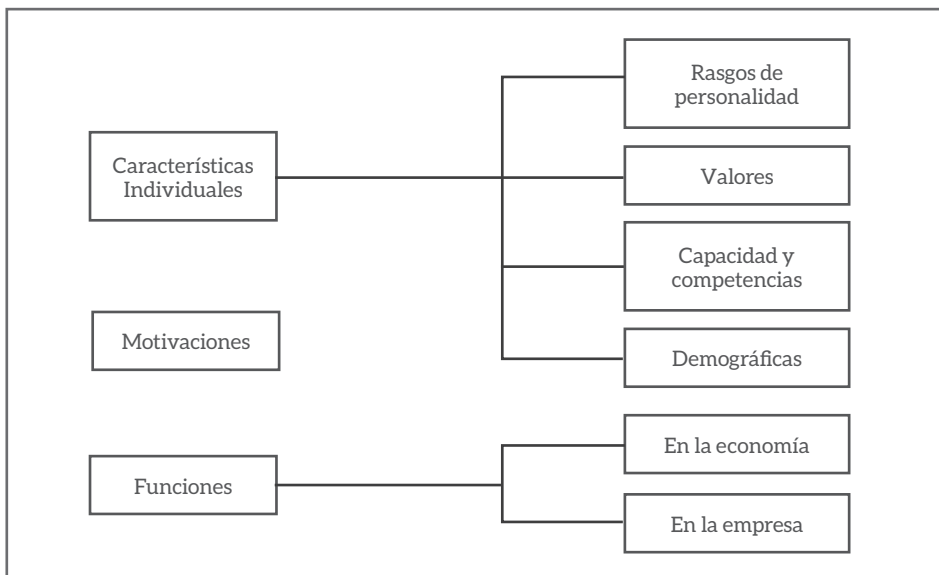 Características
Individuales
Rasgos de
personalidad
Valores
Capacidad y
competencias
Demográficas
Motivaciones
Funciones
En la economía
En la empresa